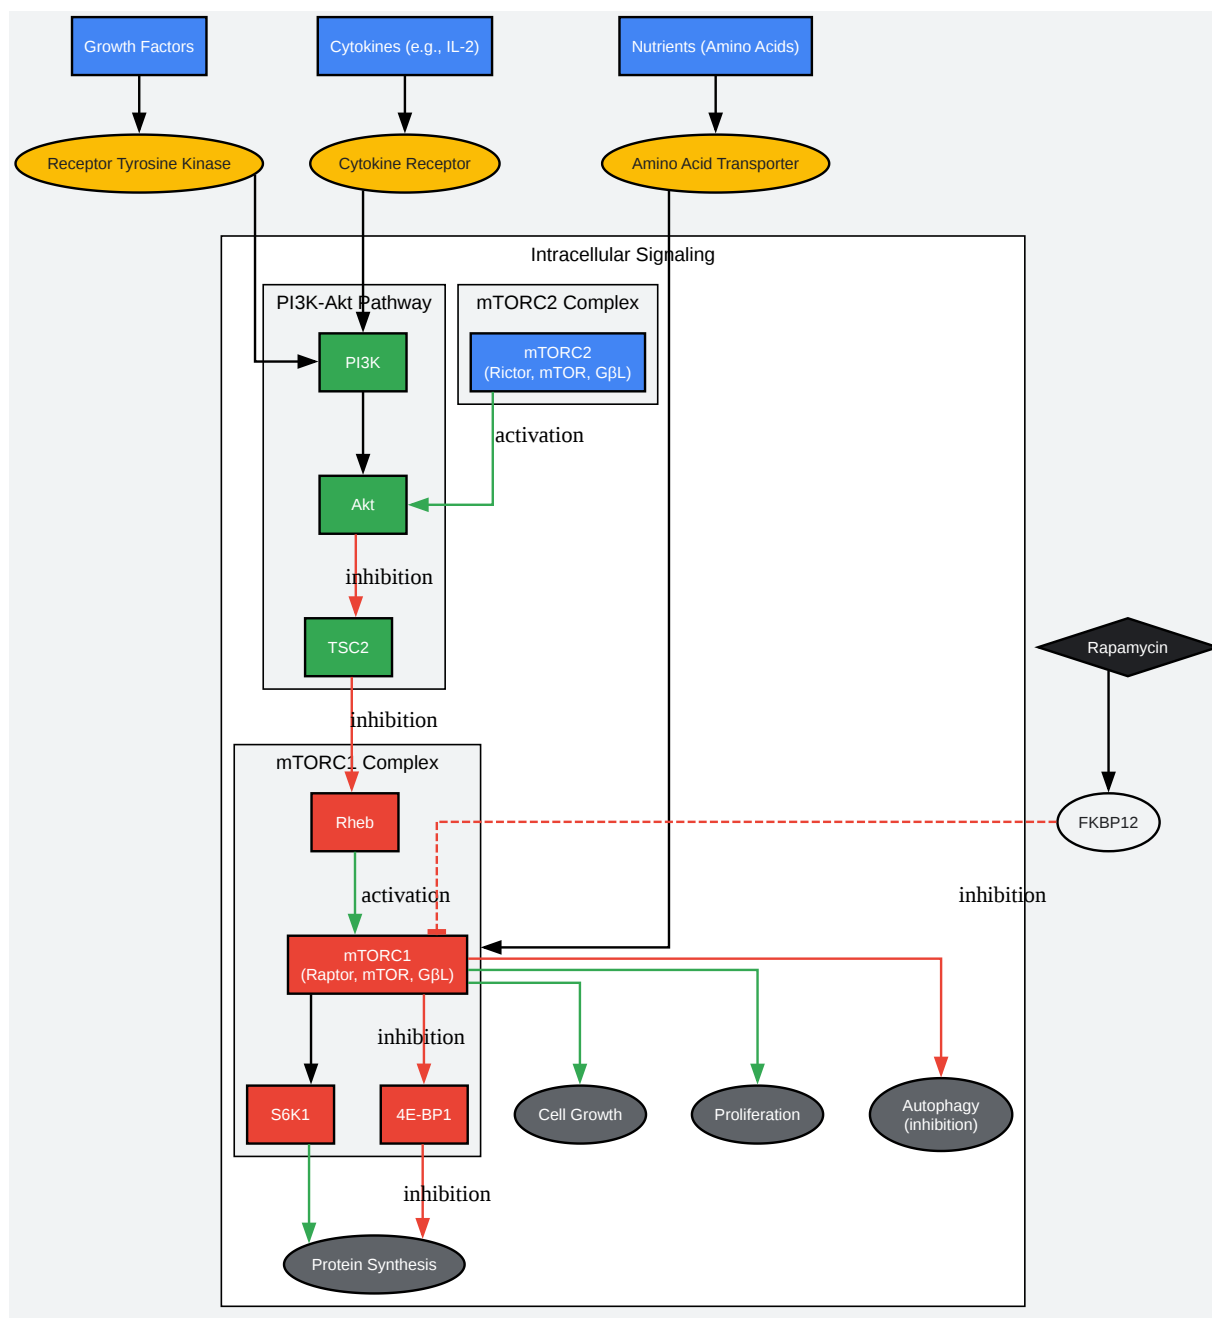 Growth Factors
Cytokines (e.g., IL-2)
Nutrients (Amino Acids)
Receptor Tyrosine Kinase
Cytokine Receptor
Amino Acid Transporter
Intracellular Signaling
PI3K-Akt Pathway
mTORC2 Complex
mTORC2
(Rictor, mTOR, GβL)
PI3K
activation
Akt
inhibition
TSC2
Rapamycin
inhibition
mTORC1 Complex
Rheb
FKBP12
activation
inhibition
mTORC1
(Raptor, mTOR, GβL)
inhibition
S6K1
4E-BP1
Cell Growth
Proliferation
Autophagy
(inhibition)
inhibition
Protein Synthesis